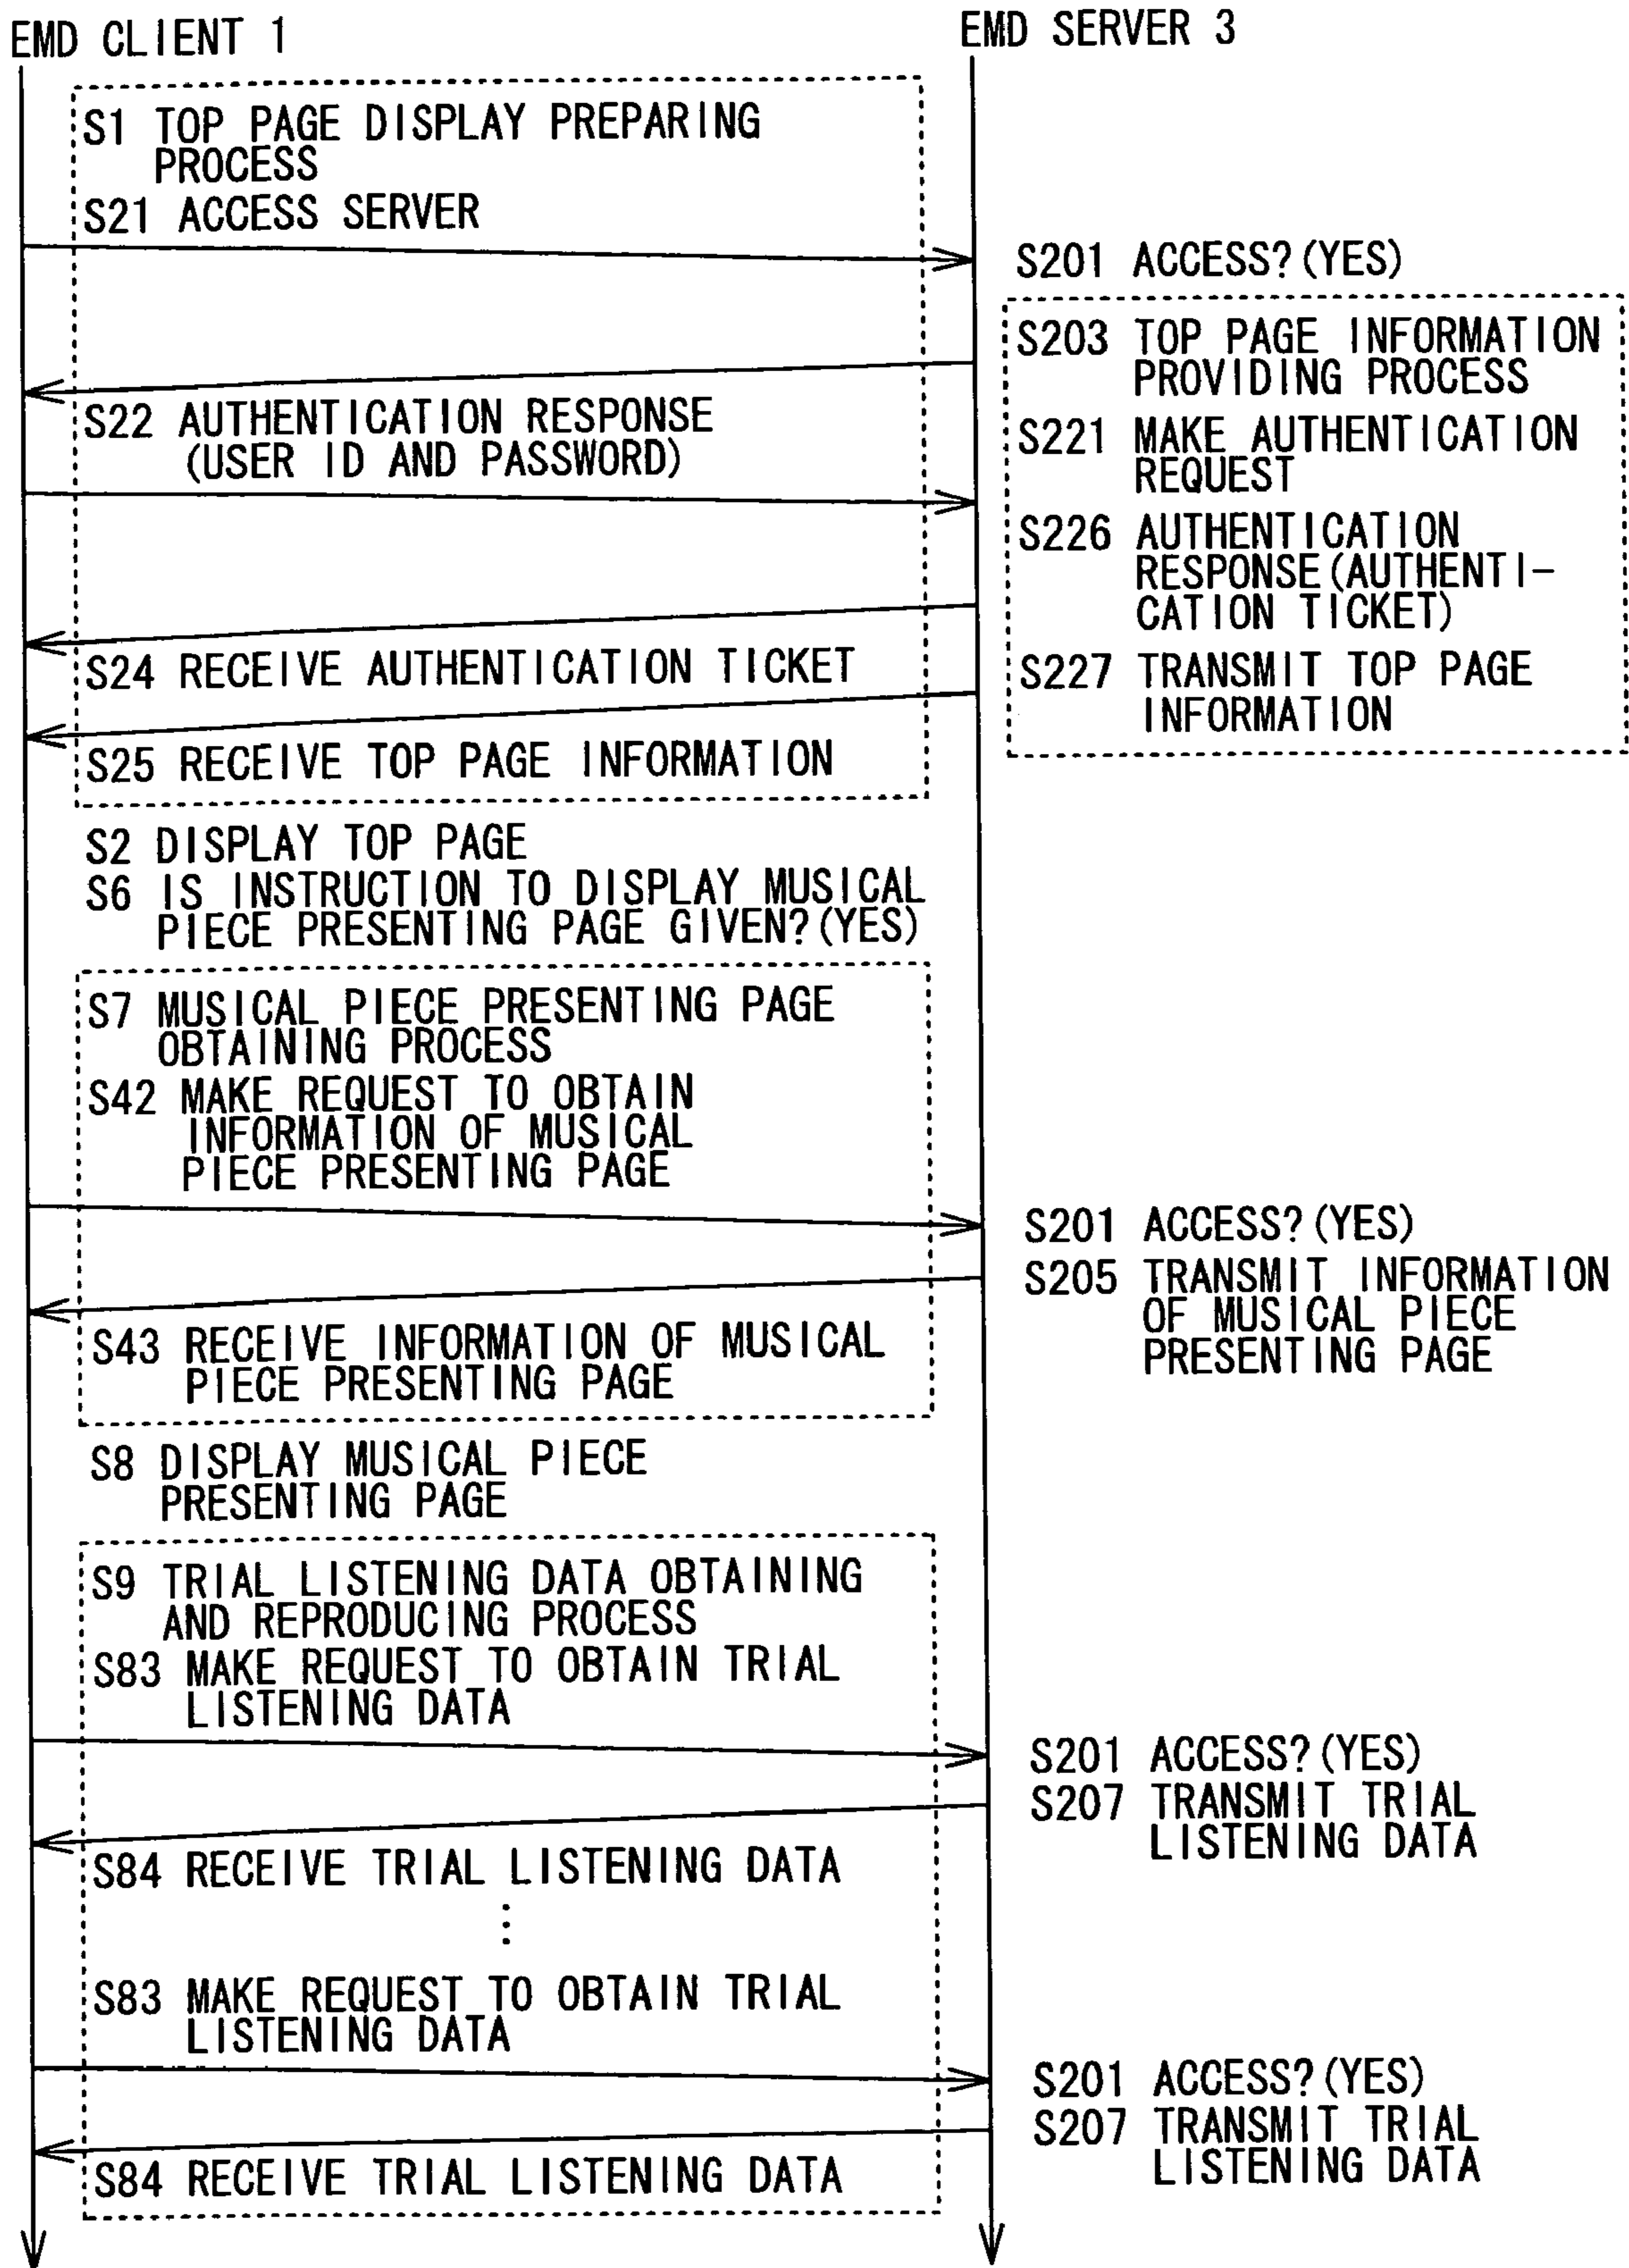 EMD CLIENT 1
EMD SERVER 3
S1 TOP PAGE DISPLAY PREPARING
PROCESS
S21 ACCESS SERVER
S201 ACCESS?(YES)
S203 TOP PAGE INFORMATION
PROVIDING PROCESS
S22 AUTHENTICATION RESPONSE
(USER ID AND PASSWORD)
S221 MAKE AUTHENTICATION
REQUEST
S226 AUTHENTICATION
RESPONSE(AUTHENTI-
CATION TICKET)
S24 RECEIVE AUTHENTICATION TICKET
S227 TRANSMIT TOP PAGE
INFORMATION
S25 RECEIVE TOP PAGE INFORMATION
S2 DISPLAY TOP PAGE
S6 IS INSTRUCTION TO DISPLAY MUSICAL
PIECE PRESENTING PAGE GIVEN?(YES)
S7 MUSICAL PIECE PRESENTING PAGE
OBTAINING PROCESS
S42 MAKE REQUEST TO OBTAIN
INFORMATION OF MUSICAL
PIECE PRESENTING PAGE
S201 ACCESS?(YES)
S205 TRANSMIT INFORMATION
OF MUSICAL PIECE
PRESENTING PAGE
S43 RECEIVE INFORMATION OF MUSICAL
PIECE PRESENTING PAGE
S8 DISPLAY MUSICAL PIECE
PRESENTING PAGE
S9 TRIAL LISTENING DATA OBTAINING
AND REPRODUCING PROCESS
S83 MAKE REQUEST TO OBTAIN TRIAL
LISTENING DATA
S201 ACCESS?(YES)
S207 TRANSMIT TRIAL
LISTENING DATA
S84 RECEIVE TRIAL LISTENING DATA
S83 MAKE REQUEST TO OBTAIN TRIAL
LISTENING DATA
S201 ACCESS?(YES)
S207 TRANSMIT TRIAL
LISTENING DATA
S84 RECEIVE TRIAL LISTENING DATA